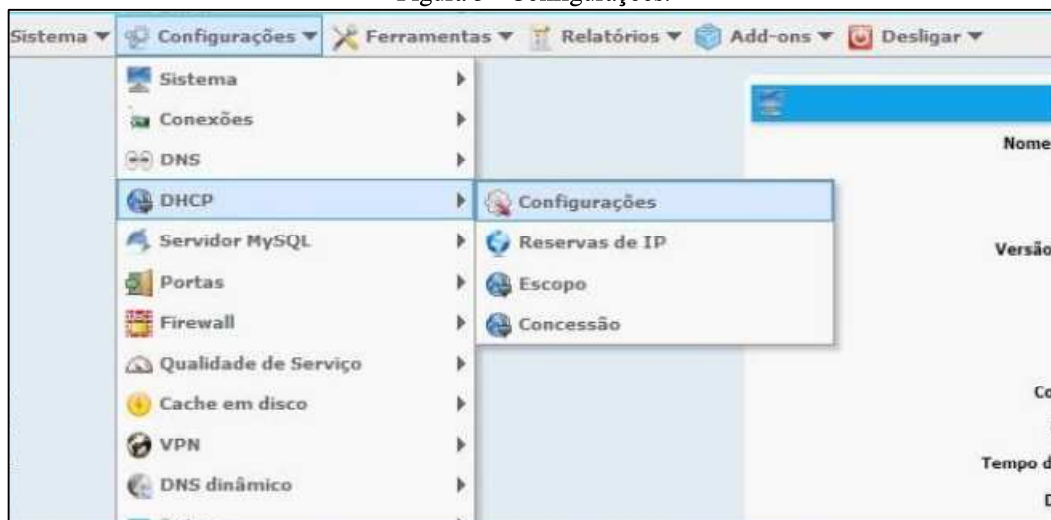 Sistema Configurações Ferramentas Relatórios Add-ons Desligar
Sistema
Conexões
DNS
DHCP
Servidor MySQL
Portas
Firewall
Qualidade de Serviço
Cache em disco
VPN
DNS dinâmico
Configurações
Reservas de IP
Escopo
Concessão
Nome
Versão
Co
Tempo d
D